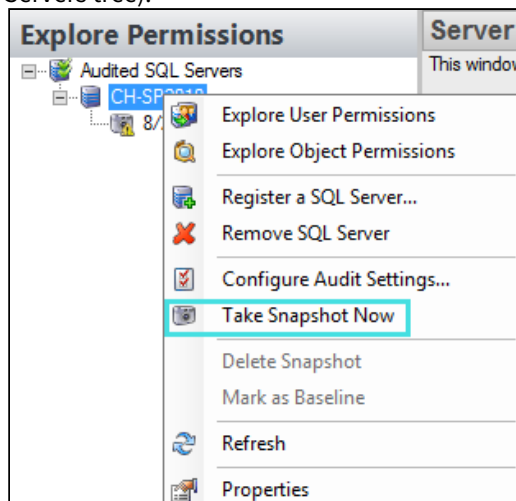 Servers tree).
Explore Permissions
Server
This window
Audited SQL Servers
CH-SP2010
8/
Explore User Permissions
Explore Object Permissions
Register a SQL Server...
Remove SQL Server
Configure Audit Settings...
Take Snapshot Now
Delete Snapshot
Mark as Baseline
Refresh
Properties